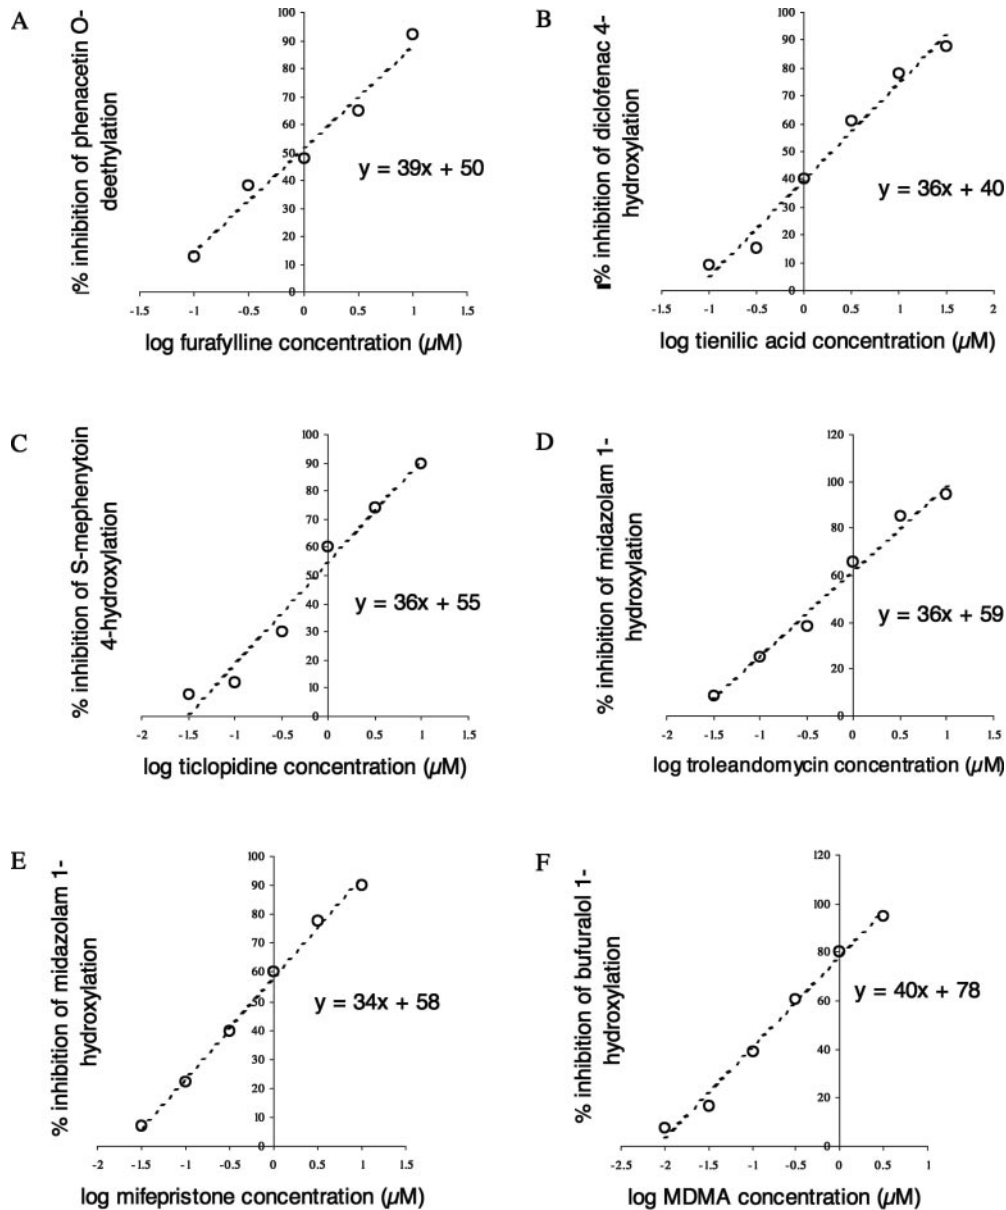 A
% inhibition of phenacetin O-
deethylation
100
90
80
70
60
50
40
30
20
10
0
y = 39x + 50
-1.5 -1 -0.5 0 0.5 1 1.5
log furafylline concentration (µM)
B
% inhibition of diclofenac 4-
hydroxylation
100
90
80
70
60
50
40
30
20
10
0
y = 36x + 40
-1.5 -1 -0.5 0 0.5 1 1.5 2
log tienilic acid concentration (µM)
C
% inhibition of S-mephenytoin
4-hydroxylation
100
90
80
70
60
50
40
30
20
10
0
y = 36x + 55
-2 -1.5 -1 -0.5 0 0.5 1 1.5
log ticlopidine concentration (µM)
D
% inhibition of midazolam 1-
hydroxylation
120
100
80
60
40
20
0
y = 36x + 59
-2 -1.5 -1 -0.5 0 0.5 1 1.5
log troleandomycin concentration (µM)
E
% inhibition of midazolam 1-
hydroxylation
100
90
80
70
60
50
40
30
20
10
0
y = 34x + 58
-2 -1.5 -1 -0.5 0 0.5 1 1.5
log mifepristone concentration (µM)
F
% inhibition of bufuralol 1-
hydroxylation
120
100
80
60
40
20
0
y = 40x + 78
-2.5 -2 -1.5 -1 -0.5 0 0.5 1
log MDMA concentration (µM)